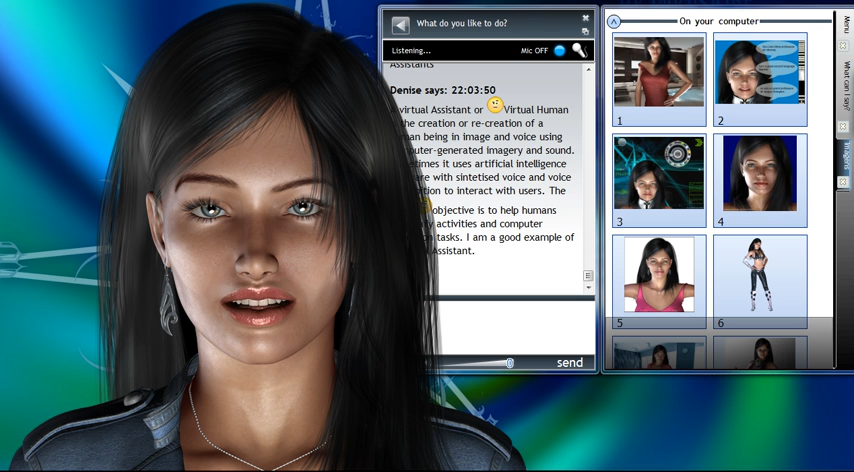 What do you like to do?
Listening...
Mic OFF
Assistants
Denise says: 22:03:50
virtual Assistant or Virtual Human
the creation or re-creation of a
being in image and voice using
-generated imagery and sound.
times it uses artificial intelligence
are with sintetised voice and voice
to interact with users. The
objective is to help humans
activities and computer
tasks. I am a good example of
Assistant.
send
On your computer
1
2
3
4
5
6
Menu
What can I say?
Imagens